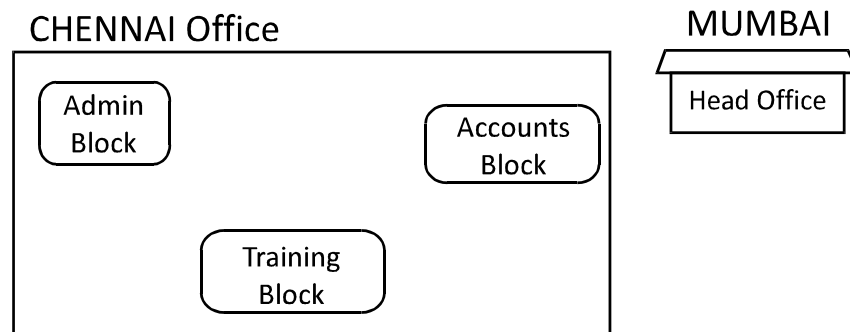 CHENNAI Office
MUMBAI
Admin
Block
Accounts
Block
Head Office
Training
Block